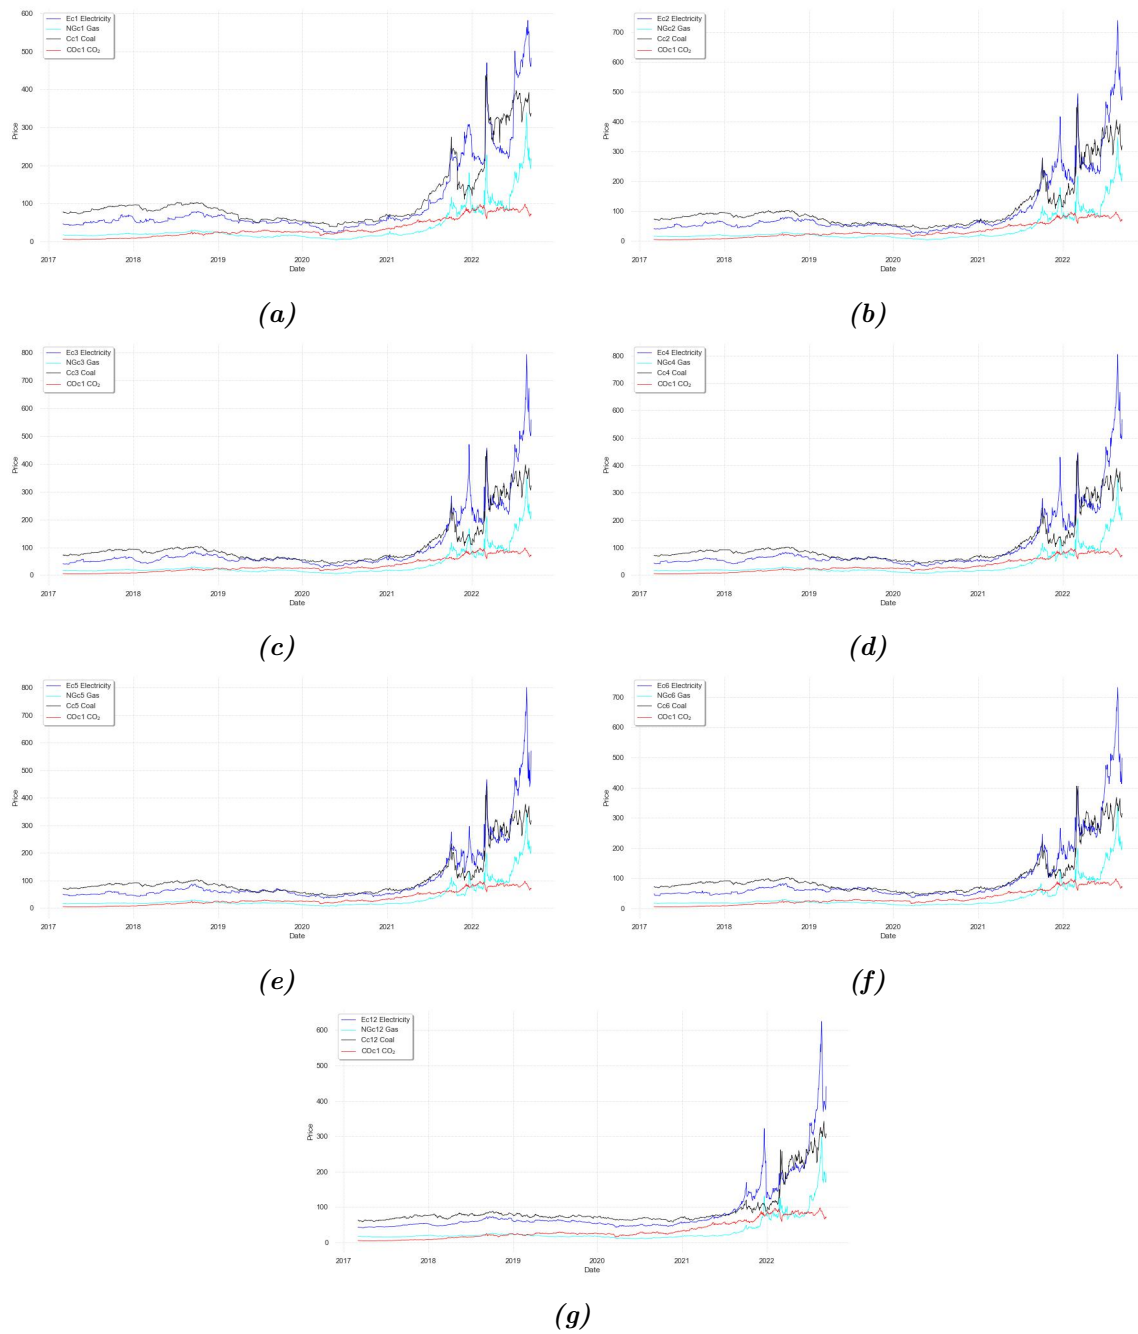 Ec1 Electricity
NGc1 Gas
Cc1 Coal
COc1 CO₂
600
500
400
300
200
100
0
Price
2017 2018 2019 2020 2021 2022
Date
(a)
Ec2 Electricity
NGc2 Gas
Cc2 Coal
COc1 CO₂
700
600
500
400
300
200
100
0
Price
2017 2018 2019 2020 2021 2022
Date
(b)
Ec3 Electricity
NGc3 Gas
Cc3 Coal
COc1 CO₂
800
700
600
500
400
300
200
100
0
Price
2017 2018 2019 2020 2021 2022
Date
(c)
Ec4 Electricity
NGc4 Gas
Cc4 Coal
COc1 CO₂
800
700
600
500
400
300
200
100
0
Price
2017 2018 2019 2020 2021 2022
Date
(d)
Ec5 Electricity
NGc5 Gas
Cc5 Coal
COc1 CO₂
800
700
600
500
400
300
200
100
0
Price
2017 2018 2019 2020 2021 2022
Date
(e)
Ec6 Electricity
NGc6 Gas
Cc6 Coal
COc1 CO₂
700
600
500
400
300
200
100
0
Price
2017 2018 2019 2020 2021 2022
Date
(f)
Ec12 Electricity
NGc12 Gas
Cc12 Coal
COc1 CO₂
600
500
400
300
200
100
0
Price
2017 2018 2019 2020 2021 2022
Date
(g)